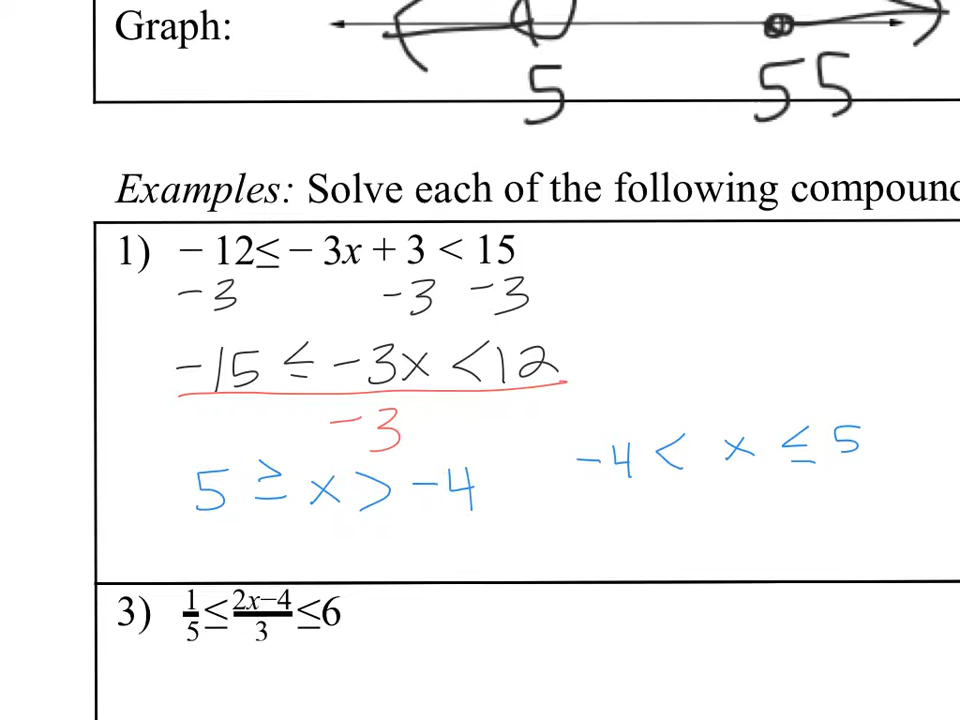 Graph:
5 55
Examples: Solve each of the following compound
1) − 12≤ − 3x + 3 < 15
-3 -3 -3
-15 ≤ -3x <12
-3
5 ≥ x > -4
-4 < x ≤ 5
3) 1/5≤2x−4/3≤6